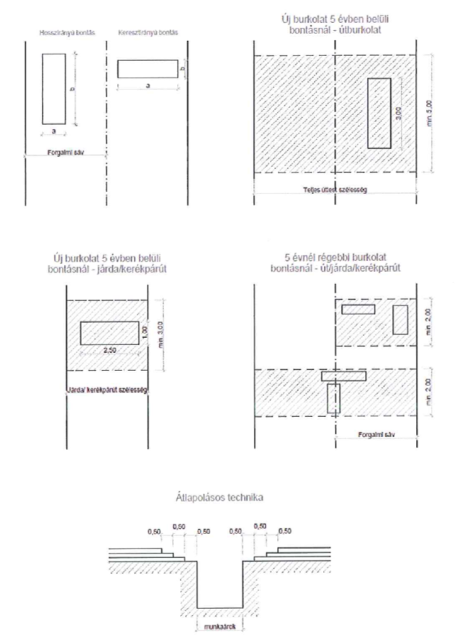 Hossztirányú bontás
Keresztirányú bontás
b
a
b
a
Forgalmi sáv
Új burkolat 5 évben belüli
bontásnál - útburkolat
3,00
min. 5,00
Teljes úttest szélesség
Új burkolat 5 évben belüli
bontásnál - járda/kerékpárút
1,00
min. 3,00
2,50
Járda/ kerékpárút szélesség
5 évnél régebbi burkolat
bontásnál - út/járda/kerékpárút
min. 2,00
min. 2,00
Forgalmi sáv
Átlapolásos technika
0,50
0,50
0,50
0,50
0,50
0,50
munkaárok